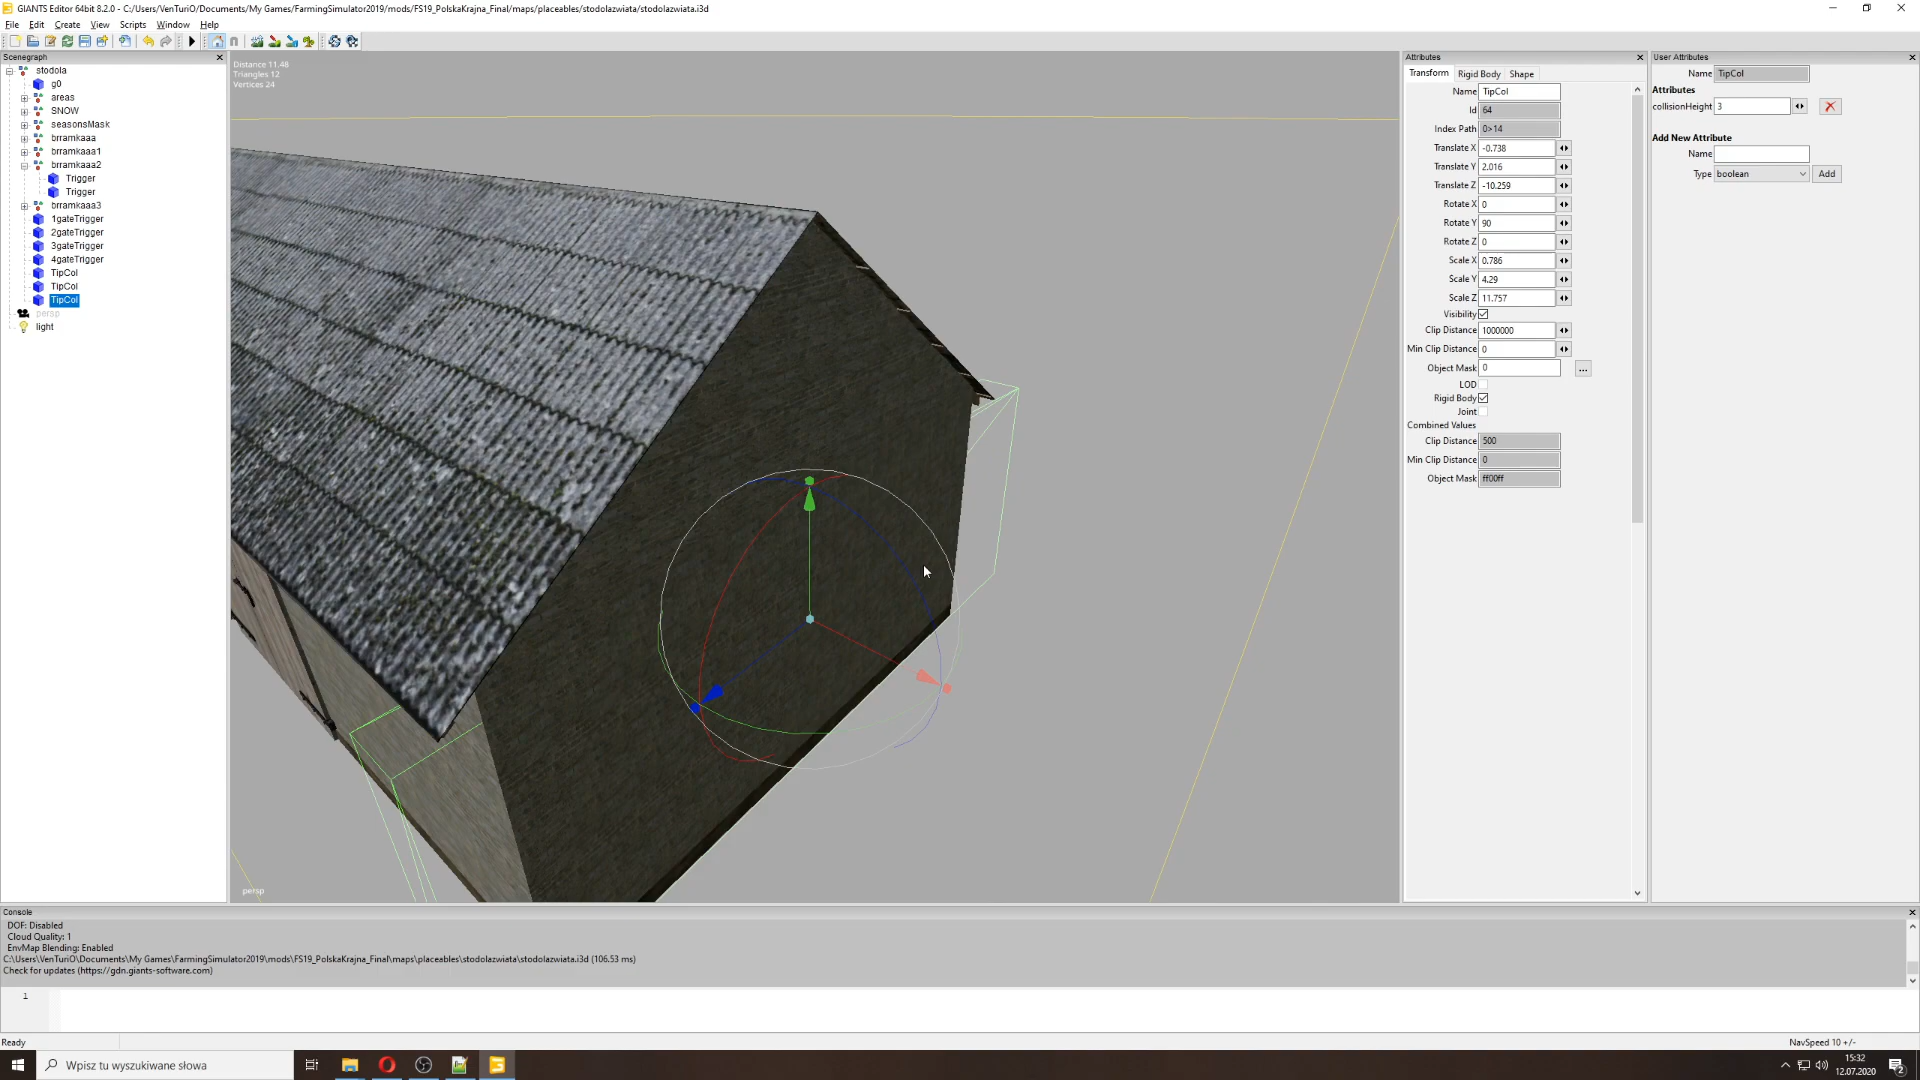 GIANTS Editor 64bit 8.2.0 - C:/Users/VenTuriO/Documents/My Games/FarmingSimulator2019/mods/FS19_PolskaKrajna_Final/maps/placeables/stodolazwiata/stodolazwiata.i3d
File Edit Create View Scripts Window Help
Scenegraph
stodola
g0
areas
SNOW
seasonsMask
brramkaaa
brramkaaa1
brramkaaa2
Trigger
Trigger
brramkaaa3
1gateTrigger
2gateTrigger
3gateTrigger
4gateTrigger
TipCol
TipCol
TipCol
persp
light
Distance 11.48
Triangles 12
Vertices 24
persp
Attributes
Transform Rigid Body Shape
Name TipCol
Id 64
Index Path 0>14
Translate X -0.738
Translate Y 2.016
Translate Z -10.259
Rotate X 0
Rotate Y 90
Rotate Z 0
Scale X 0.786
Scale Y 4.29
Scale Z 11.757
Visibility
Clip Distance 1000000
Min Clip Distance 0
Object Mask 0 ...
LOD
Rigid Body
Joint
Combined Values
Clip Distance 500
Min Clip Distance 0
Object Mask ff00ff
User Attributes
Name TipCol
Attributes
collisionHeight 3
Add New Attribute
Name
Type boolean Add
Console
DOF: Disabled
Cloud Quality: 1
EnvMap Blending: Enabled
C:\Users\VenTuriO\Documents\My Games\FarmingSimulator2019\mods\FS19_PolskaKrajna_Final\maps\placeables\stodolazwiata\stodolazwiata.i3d (106.53 ms)
Check for updates (https://gdn.giants-software.com)
1
Ready
NavSpeed 10 +/-
Wpisz tu wyszukiwane słowa
15:32
12.07.2020
2